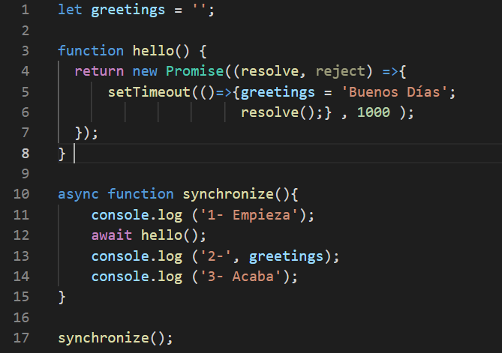 1 let greetings = '';
2
3 function hello() {
4 return new Promise((resolve, reject) =>{
5 setTimeout(()=>{greetings = 'Buenos Días';
6 resolve();} , 1000 );
7 });
8 }
9
10 async function synchronize(){
11 console.log ('1- Empieza');
12 await hello();
13 console.log ('2-', greetings);
14 console.log ('3- Acaba');
15 }
16
17 synchronize();